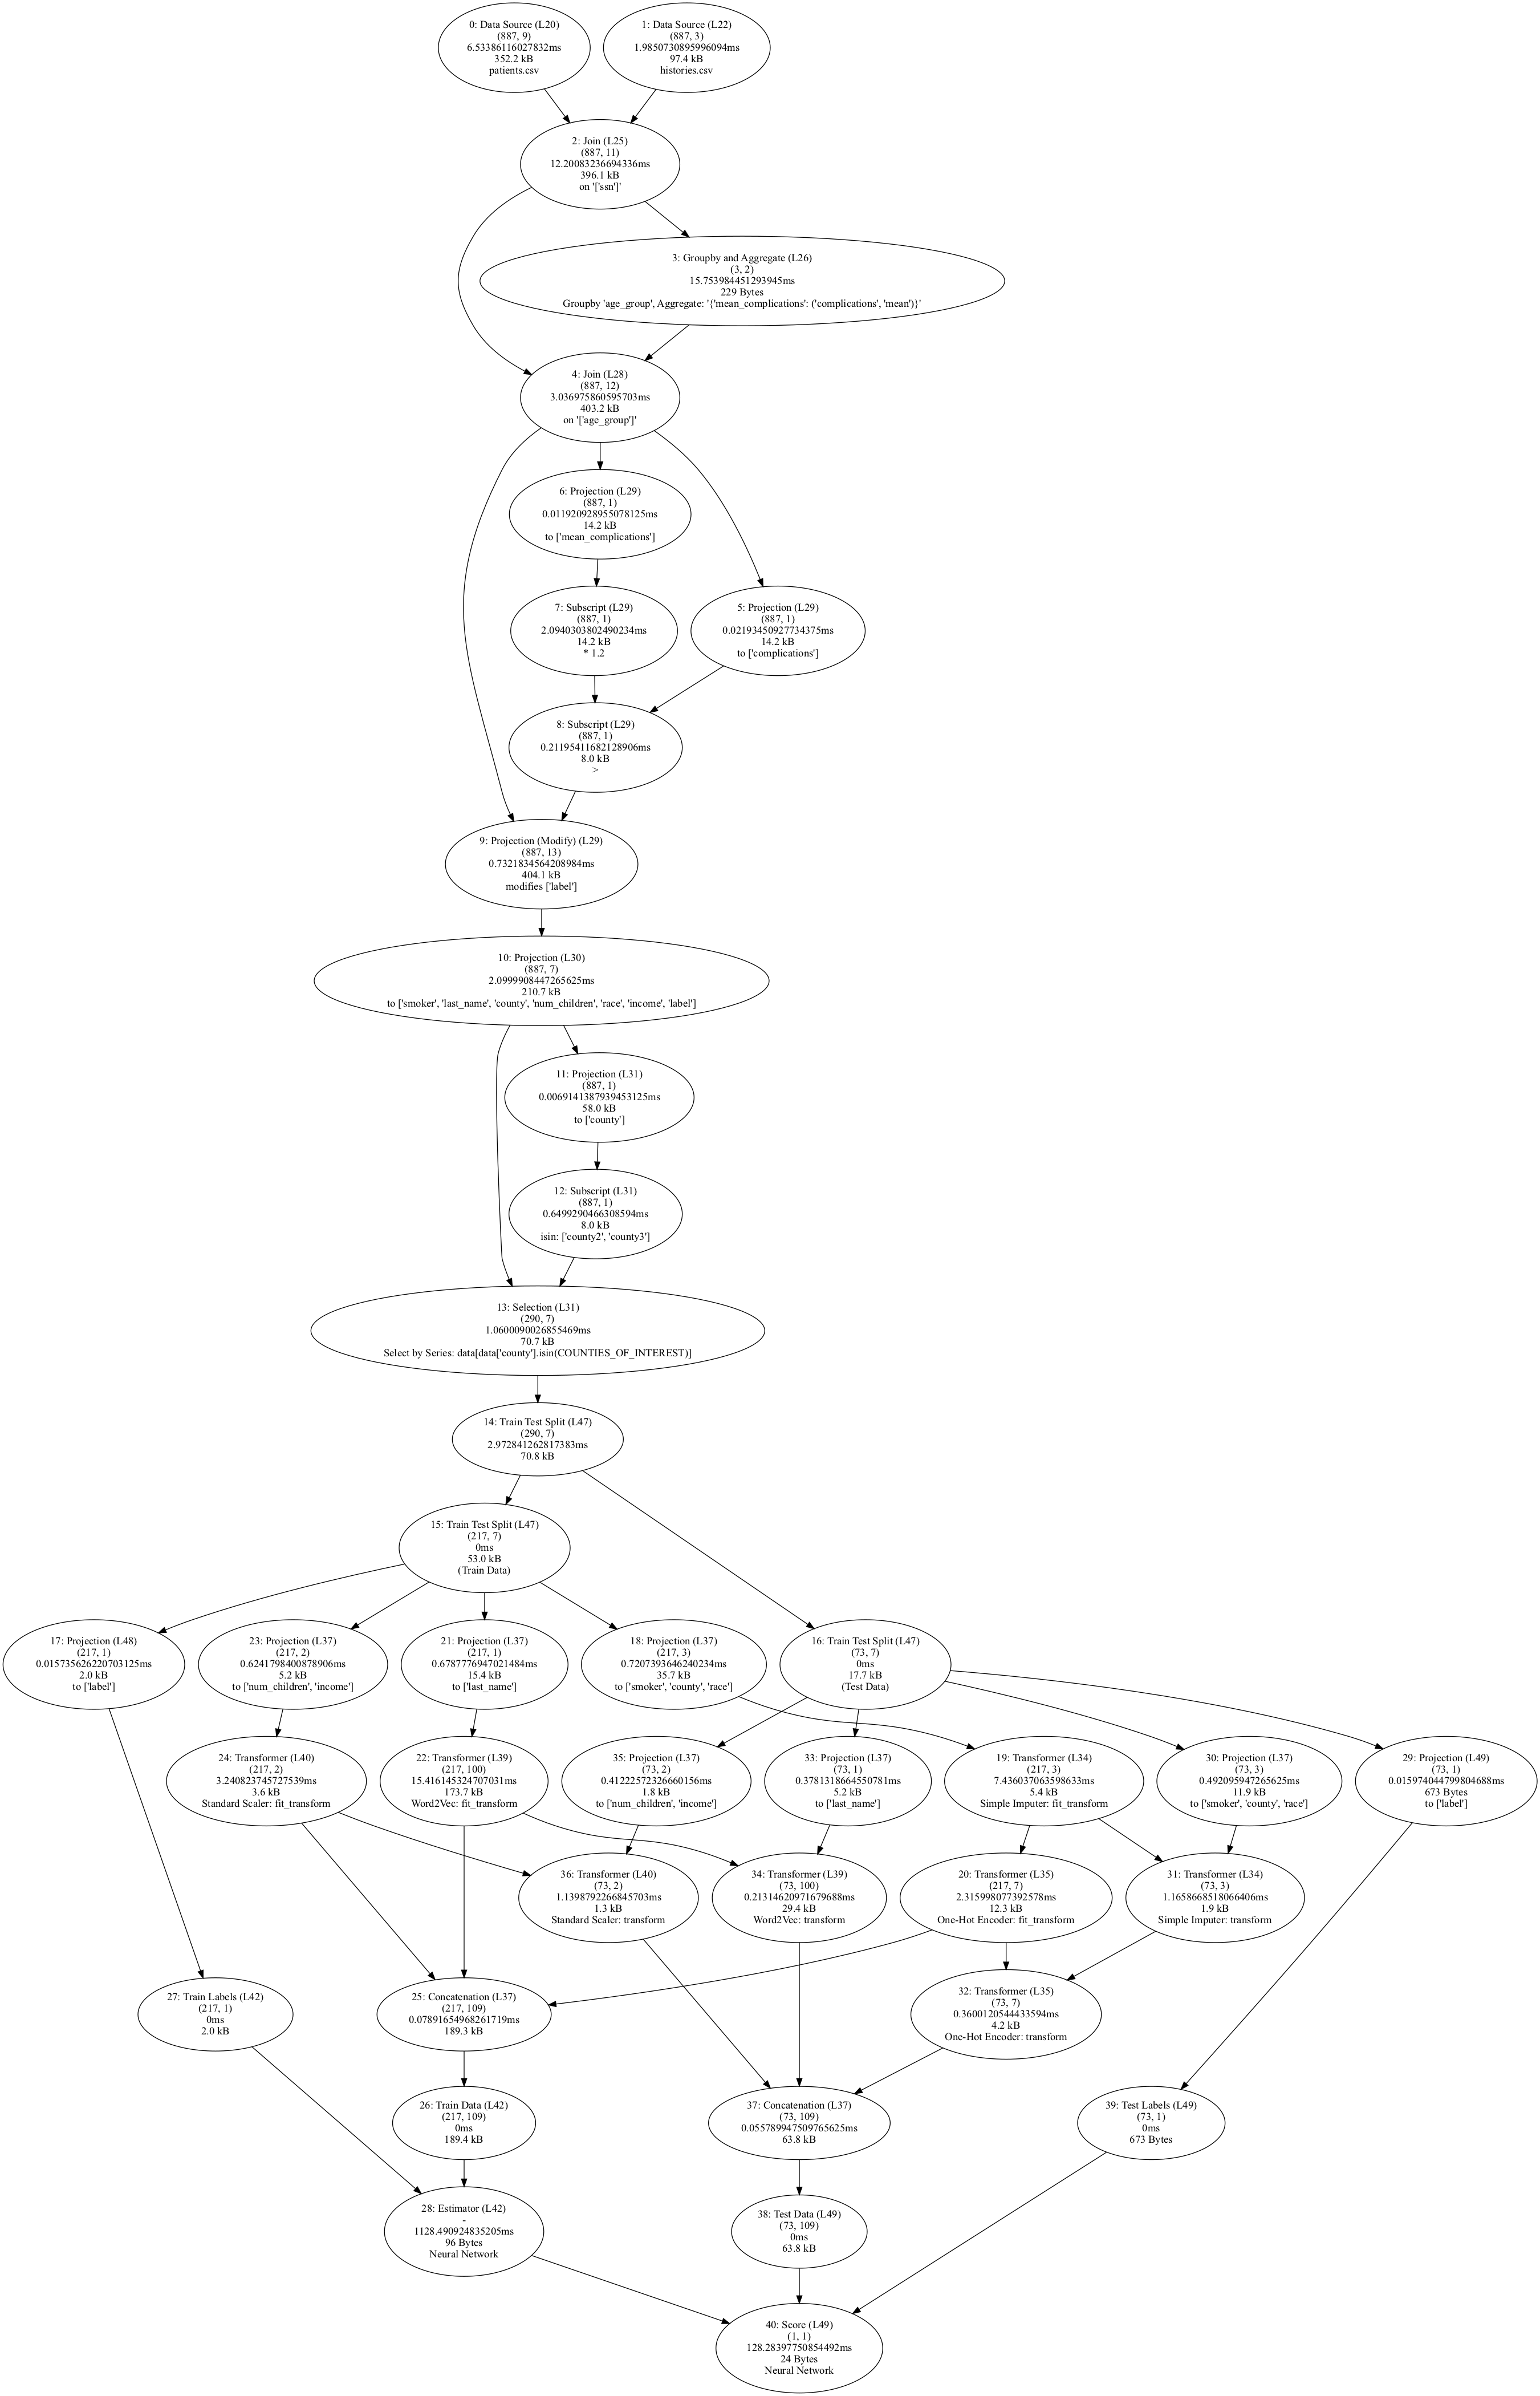 0: Data Source (L20)
(887, 9)
6.53386116027832ms
352.2 kB
patients.csv
1: Data Source (L22)
(887, 3)
1.9850730895996094ms
97.4 kB
histories.csv
2: Join (L25)
(887, 11)
12.20083236694336ms
396.1 kB
on '['ssn']'
3: Groupby and Aggregate (L26)
(3, 2)
15.753984451293945ms
229 Bytes
Groupby 'age_group', Aggregate: '{'mean_complications': ('complications', 'mean')}'
4: Join (L28)
(887, 12)
3.036975860595703ms
403.2 kB
on '['age_group']'
6: Projection (L29)
(887, 1)
0.011920928955078125ms
14.2 kB
to ['mean_complications']
7: Subscript (L29)
(887, 1)
2.0940303802490234ms
14.2 kB
* 1.2
5: Projection (L29)
(887, 1)
0.02193450927734375ms
14.2 kB
to ['complications']
8: Subscript (L29)
(887, 1)
0.21195411682128906ms
8.0 kB
>
9: Projection (Modify) (L29)
(887, 13)
0.7321834564208984ms
404.1 kB
modifies ['label']
10: Projection (L30)
(887, 7)
2.0999908447265625ms
210.7 kB
to ['smoker', 'last_name', 'county', 'num_children', 'race', 'income', 'label']
11: Projection (L31)
(887, 1)
0.0069141387939453125ms
58.0 kB
to ['county']
12: Subscript (L31)
(887, 1)
0.6499290466308594ms
8.0 kB
isin: ['county2', 'county3']
13: Selection (L31)
(290, 7)
1.0600090026855469ms
70.7 kB
Select by Series: data[data['county'].isin(COUNTIES_OF_INTEREST)]
14: Train Test Split (L47)
(290, 7)
2.972841262817383ms
70.8 kB
15: Train Test Split (L47)
(217, 7)
0ms
53.0 kB
(Train Data)
17: Projection (L48)
(217, 1)
0.015735626220703125ms
2.0 kB
to ['label']
23: Projection (L37)
(217, 2)
0.6241798400878906ms
5.2 kB
to ['num_children', 'income']
21: Projection (L37)
(217, 1)
0.6787776947021484ms
15.4 kB
to ['last_name']
18: Projection (L37)
(217, 3)
0.7207393646240234ms
35.7 kB
to ['smoker', 'county', 'race']
16: Train Test Split (L47)
(73, 7)
0ms
17.7 kB
(Test Data)
24: Transformer (L40)
(217, 2)
3.240823745727539ms
3.6 kB
Standard Scaler: fit_transform
22: Transformer (L39)
(217, 100)
15.416145324707031ms
173.7 kB
Word2Vec: fit_transform
35: Projection (L37)
(73, 2)
0.41222572326660156ms
1.8 kB
to ['num_children', 'income']
33: Projection (L37)
(73, 1)
0.3781318664550781ms
5.2 kB
to ['last_name']
19: Transformer (L34)
(217, 3)
7.436037063598633ms
5.4 kB
Simple Imputer: fit_transform
30: Projection (L37)
(73, 3)
0.492095947265625ms
11.9 kB
to ['smoker', 'county', 'race']
29: Projection (L49)
(73, 1)
0.015974044799804688ms
673 Bytes
to ['label']
36: Transformer (L40)
(73, 2)
1.1398792266845703ms
1.3 kB
Standard Scaler: transform
34: Transformer (L39)
(73, 100)
0.21314620971679688ms
29.4 kB
Word2Vec: transform
20: Transformer (L35)
(217, 7)
2.315998077392578ms
12.3 kB
One-Hot Encoder: fit_transform
31: Transformer (L34)
(73, 3)
1.1658668518066406ms
1.9 kB
Simple Imputer: transform
27: Train Labels (L42)
(217, 1)
0ms
2.0 kB
25: Concatenation (L37)
(217, 109)
0.07891654968261719ms
189.3 kB
32: Transformer (L35)
(73, 7)
0.3600120544433594ms
4.2 kB
One-Hot Encoder: transform
26: Train Data (L42)
(217, 109)
0ms
189.4 kB
37: Concatenation (L37)
(73, 109)
0.055789947509765625ms
63.8 kB
39: Test Labels (L49)
(73, 1)
0ms
673 Bytes
28: Estimator (L42)
-
1128.490924835205ms
96 Bytes
Neural Network
38: Test Data (L49)
(73, 109)
0ms
63.8 kB
40: Score (L49)
(1, 1)
128.28397750854492ms
24 Bytes
Neural Network